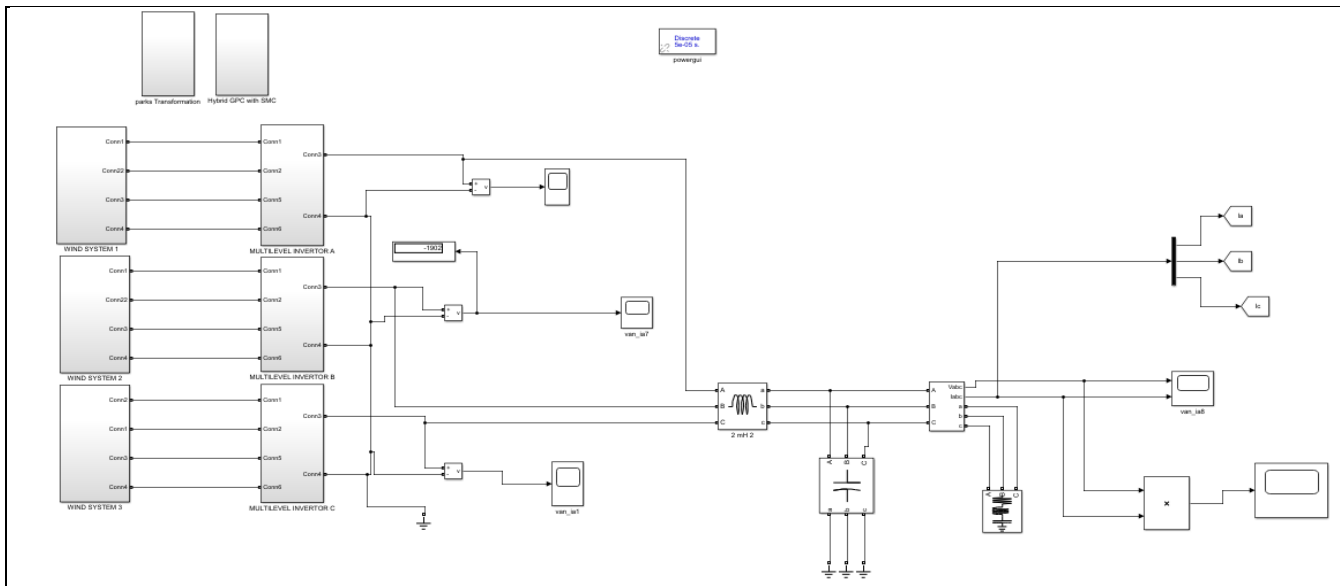 Discrete
5e-05 s.
powergui
parks Transformation
Hybrid GPC with SMC
Conn1
Conn22
Conn3
Conn4
WIND SYSTEM 1
Conn1
Conn2
Conn5
Conn6
Conn3
Conn4
MULTILEVEL INVERTOR A
+
-
v
-1902
Conn1
Conn22
Conn3
Conn4
WIND SYSTEM 2
Conn1
Conn2
Conn5
Conn6
Conn3
Conn4
MULTILEVEL INVERTOR B
+
-
v
van_ia7
Conn2
Conn1
Conn3
Conn4
WIND SYSTEM 3
Conn1
Conn2
Conn5
Conn6
Conn3
Conn4
MULTILEVEL INVERTOR C
+
-
v
van_ia1
A
B
C
a
b
c
2 mH 2
A
B
C
a
b
c
A
B
C
Vabc
Iabc
a
b
c
A
B
C
Ia
Ib
Ic
van_ia8
×